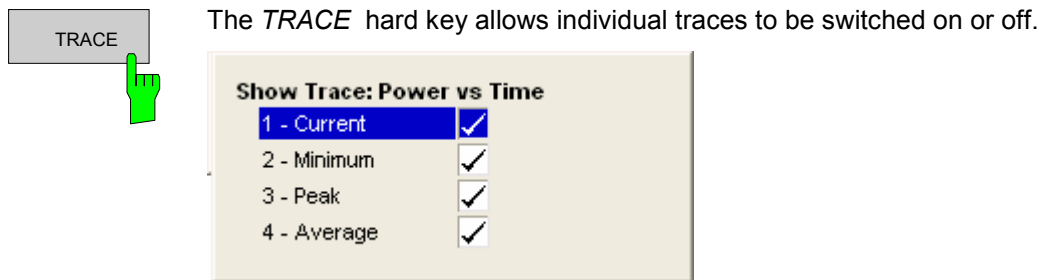 TRACE
The TRACE hard key allows individual traces to be switched on or off.
Show Trace: Power vs Time
1 - Current
2 - Minimum
3 - Peak
4 - Average